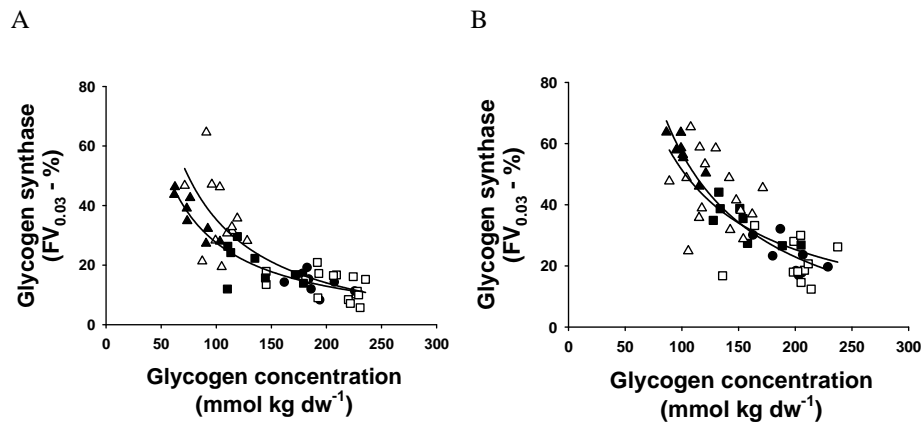 A
B
80
60
40
20
0
Glycogen synthase
(FV0.03 - %)
0 50 100 150 200 250 300
Glycogen concentration
(mmol kg dw-1)
80
60
40
20
0
Glycogen synthase
(FV0.03 - %)
0 50 100 150 200 250 300
Glycogen concentration
(mmol kg dw-1)